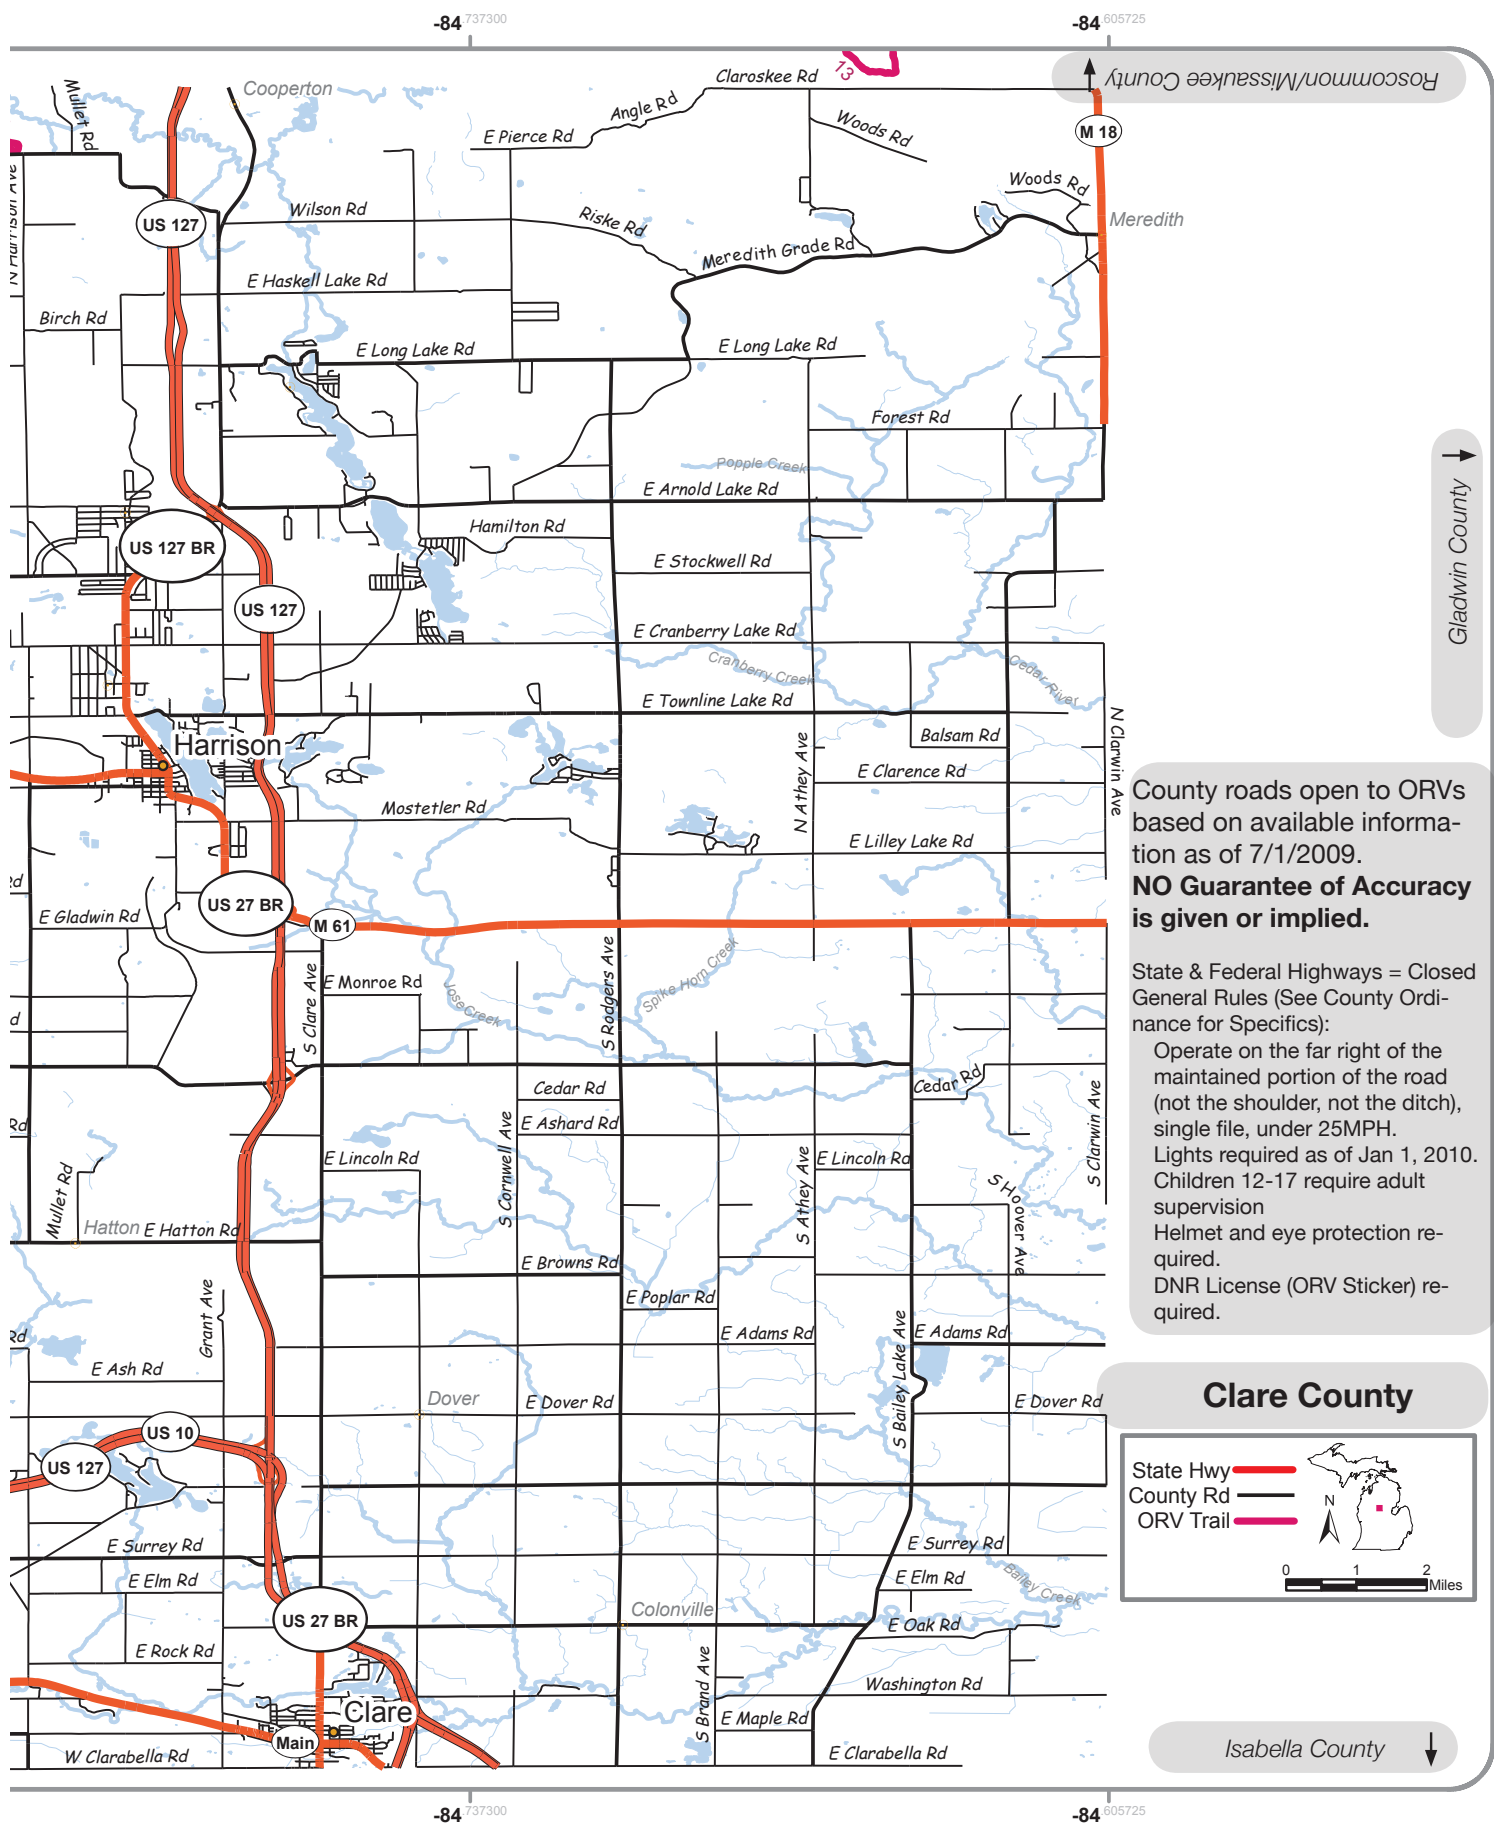 -84.737300
-84.605725
Roscommon/Missaukee County
Mullet Rd
Cooperton
13
Claroskee Rd
Angle Rd
E Pierce Rd
Woods Rd
M 18
N Harrison Ave
US 127
Wilson Rd
Riske Rd
Woods Rd
Meredith
Meredith Grade Rd
E Haskell Lake Rd
Birch Rd
E Long Lake Rd
E Long Lake Rd
Forest Rd
Popple Creek
E Arnold Lake Rd
Gladwin County
US 127 BR
Hamilton Rd
E Stockwell Rd
US 127
E Cranberry Lake Rd
Cranberry Creek
Cedar River
E Townline Lake Rd
Harrison
N Athey Ave
Balsam Rd
N Clarwin Ave
E Clarence Rd
Mostetler Rd
E Lilley Lake Rd
County roads open to ORVs
based on available informa-
tion as of 7/1/2009.
NO Guarantee of Accuracy
is given or implied.
State & Federal Highways = Closed
General Rules (See County Ordi-
nance for Specifics):
Operate on the far right of the
maintained portion of the road
(not the shoulder, not the ditch),
single file, under 25MPH.
Lights required as of Jan 1, 2010.
Children 12-17 require adult
supervision
Helmet and eye protection re-
quired.
DNR License (ORV Sticker) re-
quired.
Rd
US 27 BR
E Gladwin Rd
M 61
S Clare Ave
E Monroe Rd
Jose Creek
S Rodgers Ave
Spike Horn Creek
d
Cedar Rd
Cedar Rd
S Clarwin Ave
Rd
S Cornwell Ave
E Ashard Rd
E Lincoln Rd
S Athey Ave
E Lincoln Rd
S Hoover Ave
Mullet Rd
Hatton
E Hatton Rd
E Browns Rd
Grant Ave
E Poplar Rd
Rd
E Adams Rd
S Bailey Lake Ave
E Adams Rd
E Ash Rd
Dover
E Dover Rd
E Dover Rd
US 10
US 127
Clare County
State Hwy
County Rd
ORV Trail
N
0 1 2
Miles
E Surrey Rd
E Surrey Rd
E Elm Rd
E Elm Rd
Bailey Creek
US 27 BR
Colonville
E Oak Rd
E Rock Rd
S Brand Ave
Washington Rd
Clare
E Maple Rd
Main
W Clarabella Rd
E Clarabella Rd
Isabella County
-84.737300
-84.605725